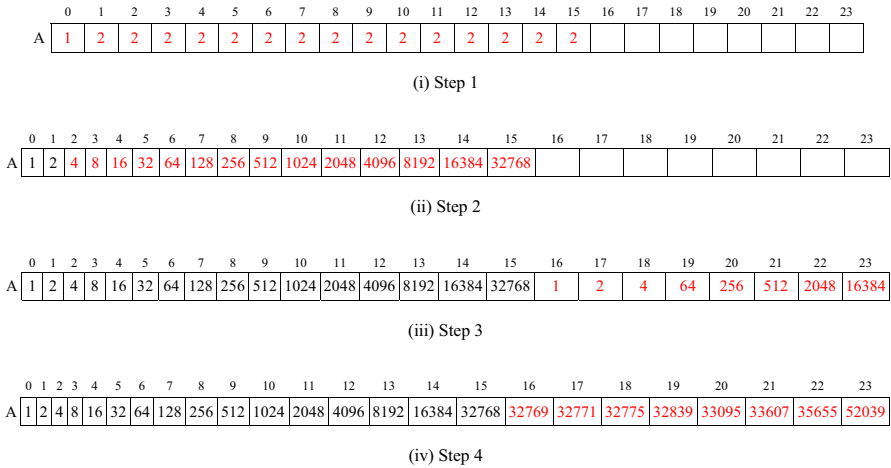 0 1 2 3 4 5 6 7 8 9 10 11 12 13 14 15 16 17 18 19 20 21 22 23
A 1 2 2 2 2 2 2 2 2 2 2 2 2 2 2 2
(i) Step 1
0 1 2 3 4 5 6 7 8 9 10 11 12 13 14 15 16 17 18 19 20 21 22 23
A 1 2 4 8 16 32 64 128 256 512 1024 2048 4096 8192 16384 32768
(ii) Step 2
0 1 2 3 4 5 6 7 8 9 10 11 12 13 14 15 16 17 18 19 20 21 22 23
A 1 2 4 8 16 32 64 128 256 512 1024 2048 4096 8192 16384 32768 1 2 4 64 256 512 2048 16384
(iii) Step 3
0 1 2 3 4 5 6 7 8 9 10 11 12 13 14 15 16 17 18 19 20 21 22 23
A 1 2 4 8 16 32 64 128 256 512 1024 2048 4096 8192 16384 32768 32769 32771 32775 32839 33095 33607 35655 52039
(iv) Step 4